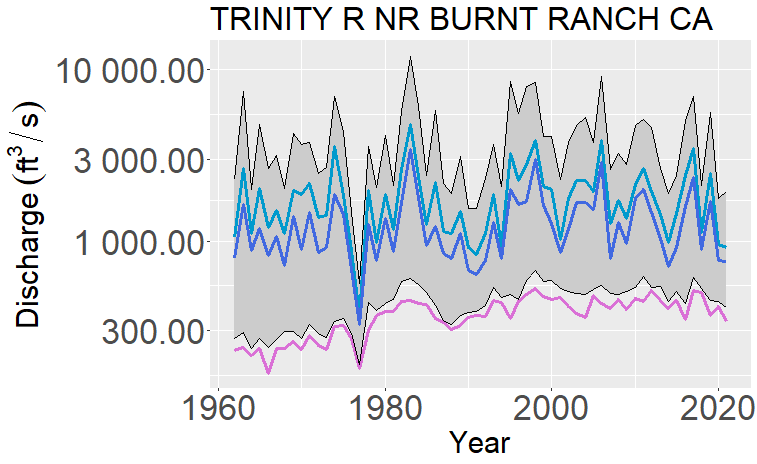 TRINITY R NR BURNT RANCH CA
10 000.00
3 000.00
1 000.00
300.00
Discharge (ft³/s)
1960 1980 2000 2020
Year